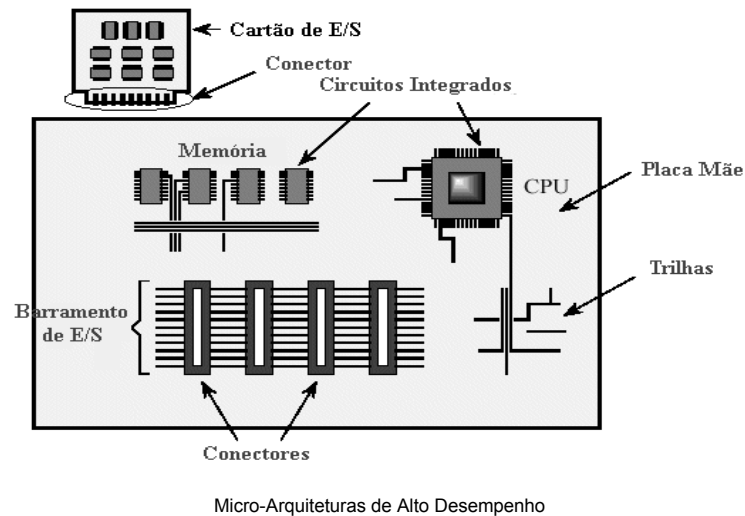 Cartão de E/S
Conector
Circuitos Integrados
Memória
CPU
Placa Mãe
Trilhas
Barramento
de E/S
Conectores
Micro-Arquiteturas de Alto Desempenho